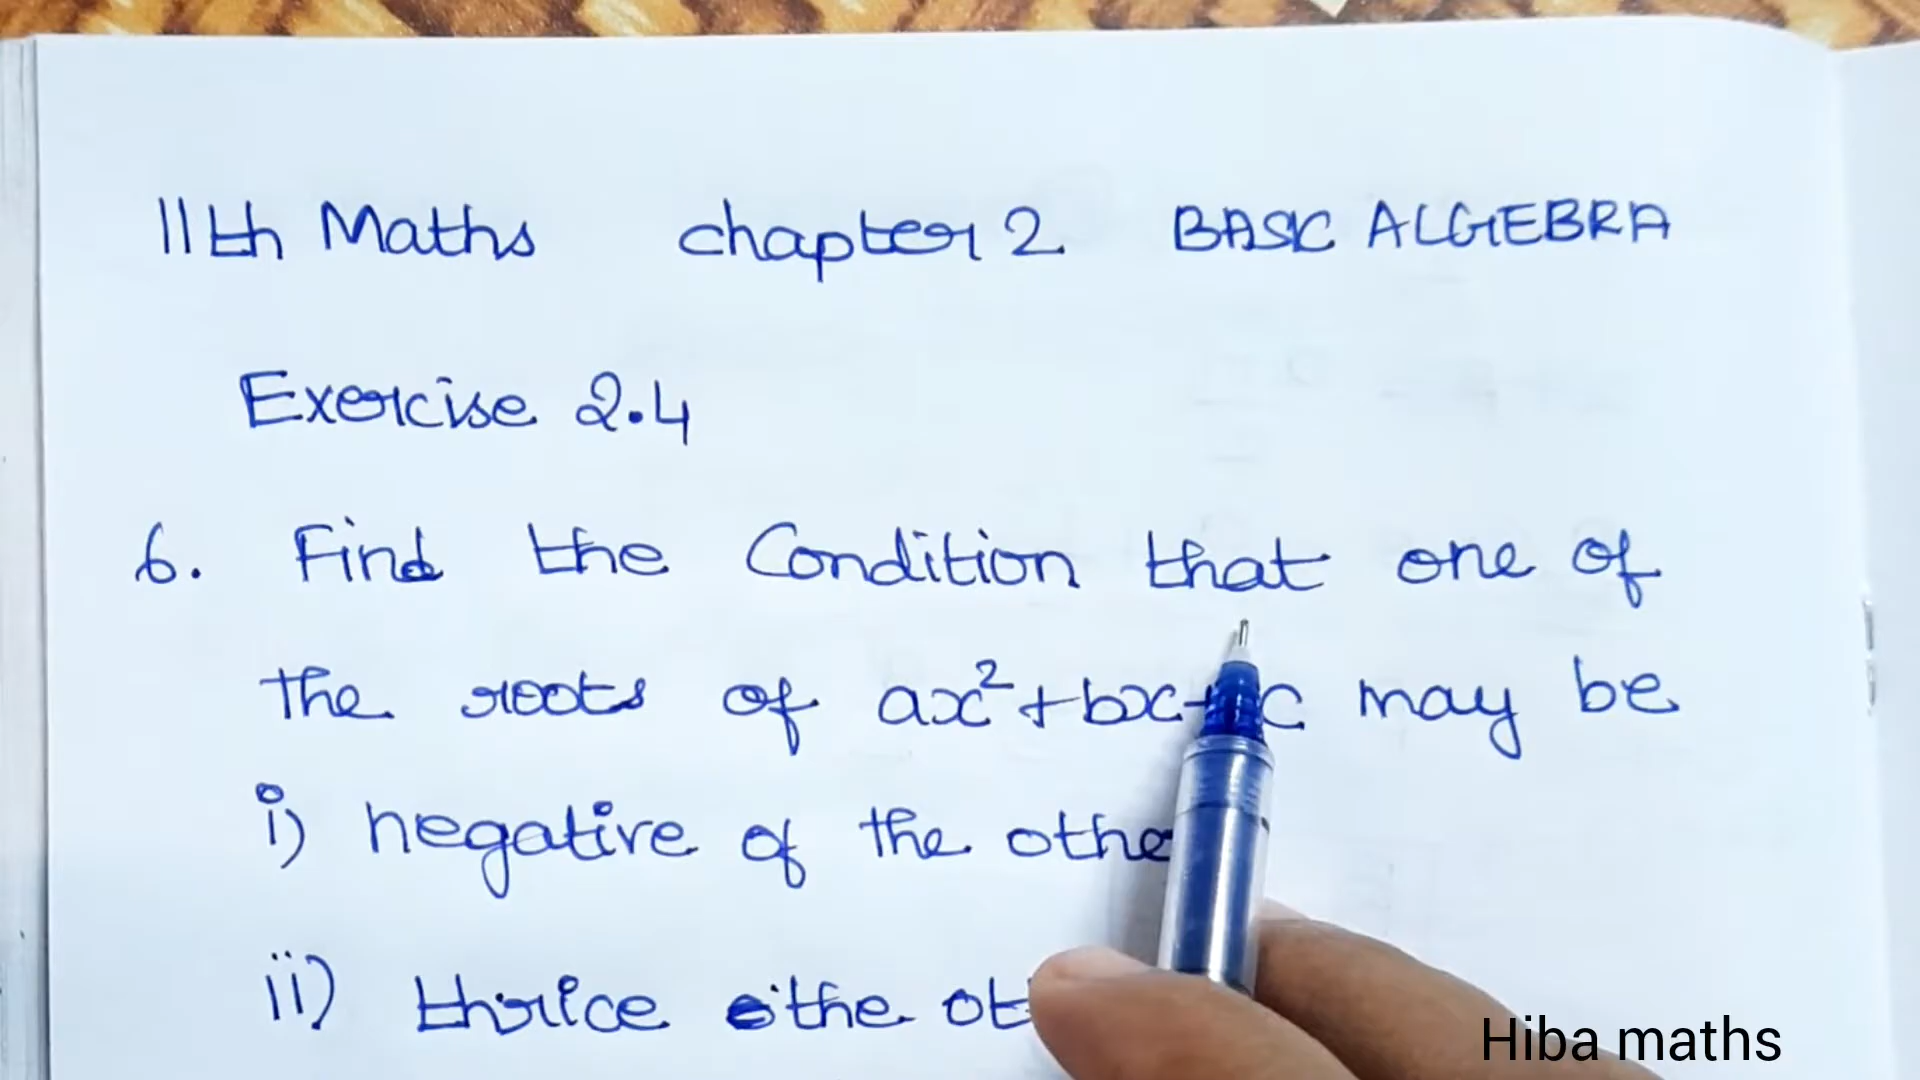 11th Maths chapter 2 BASIC ALGEBRA
Exercise 2.4
6. Find the Condition that one of
the roots of ax²+bx+c may be
i) negative of the othe
ii) thrice the ot
Hiba maths